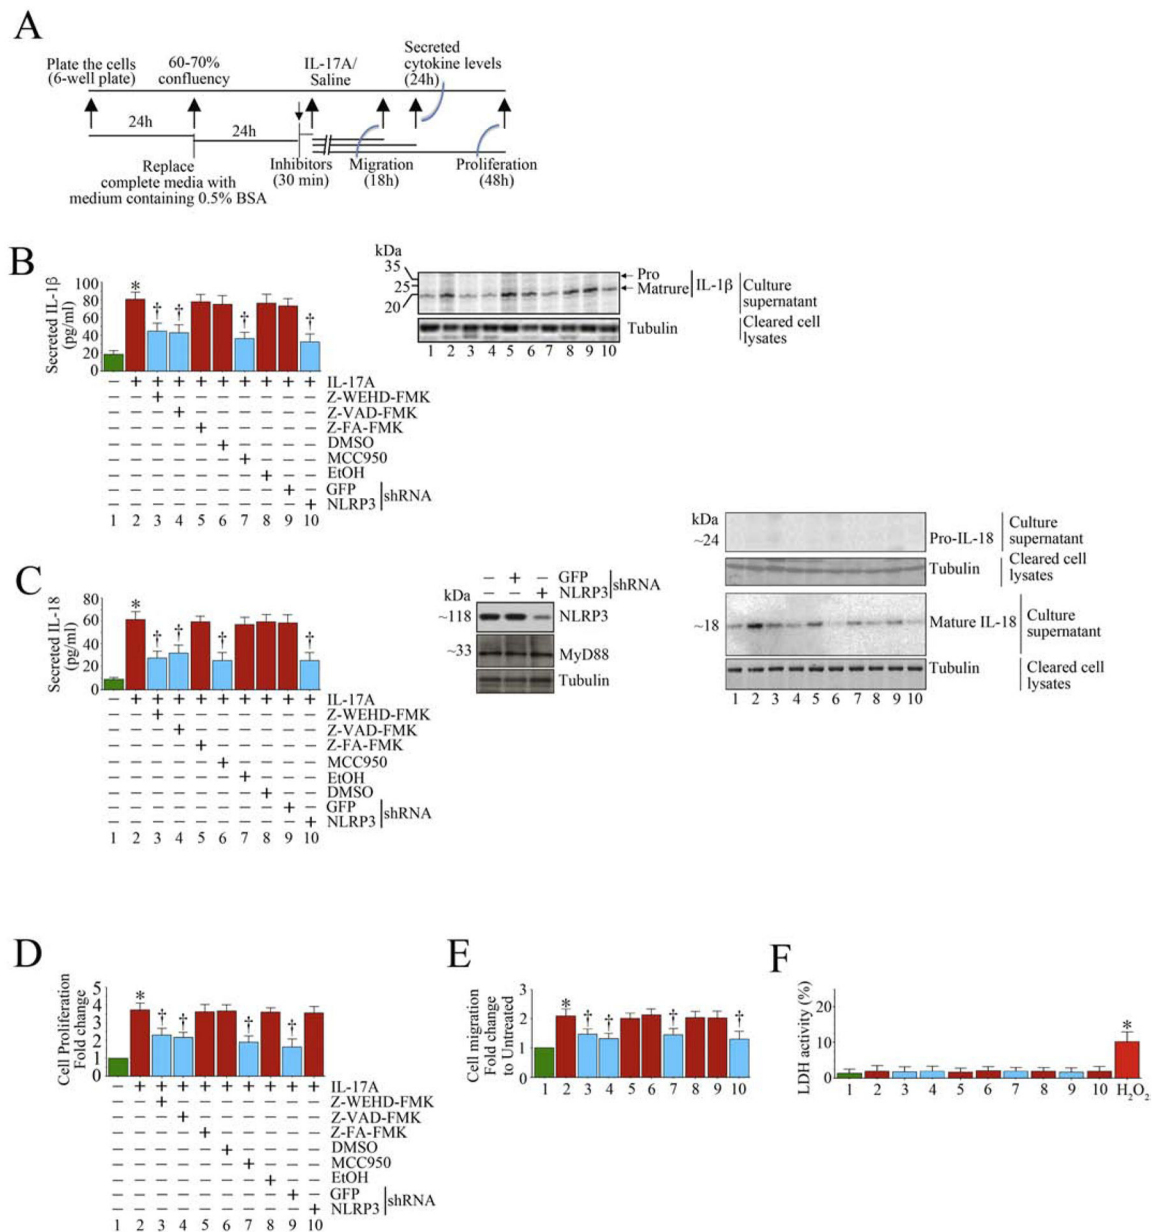 A
Plate the cells
(6-well plate)
60-70%
confluency
IL-17A/
Saline
Secreted
cytokine levels
(24h)
24h
24h
Replace
complete media with
medium containing 0.5% BSA
Inhibitors
(30 min)
Migration
(18h)
Proliferation
(48h)
B
Secreted IL-1β
(pg/ml)
100
80
60
40
20
0
* † † † †
– + + + + + + + + + IL-17A
– – + – – – – – – – Z-WEHD-FMK
– – – + – – – – – – Z-VAD-FMK
– – – – + – – – – – Z-FA-FMK
– – – – – + – – – – DMSO
– – – – – – + – – – MCC950
– – – – – – – + – – EtOH
– – – – – – – – + – GFP
– – – – – – – – – + NLRP3
shRNA
1 2 3 4 5 6 7 8 9 10
kDa
35
25
20
Pro
Mature
IL-1β
Culture
supernatant
Tubulin
Cleared cell
lysates
1 2 3 4 5 6 7 8 9 10
C
Secreted IL-18
(pg/ml)
80
60
40
20
0
* † † † †
– + + + + + + + + + IL-17A
– – + – – – – – – – Z-WEHD-FMK
– – – + – – – – – – Z-VAD-FMK
– – – – + – – – – – Z-FA-FMK
– – – – – + – – – – MCC950
– – – – – – + – – – EtOH
– – – – – – – + – – DMSO
– – – – – – – – + – GFP
– – – – – – – – – + NLRP3
shRNA
1 2 3 4 5 6 7 8 9 10
– + – GFP
– – + NLRP3
shRNA
kDa
~118
NLRP3
~33
MyD88
Tubulin
kDa
~24
Pro-IL-18
Culture
supernatant
Tubulin
Cleared cell
lysates
~18
Mature IL-18
Culture
supernatant
Tubulin
Cleared cell
lysates
1 2 3 4 5 6 7 8 9 10
D
Cell Proliferation
Fold change
5
4
3
2
1
0
* † † † †
– + + + + + + + + + IL-17A
– – + – – – – – – – Z-WEHD-FMK
– – – + – – – – – – Z-VAD-FMK
– – – – + – – – – – Z-FA-FMK
– – – – – + – – – – DMSO
– – – – – – + – – – MCC950
– – – – – – – + – – EtOH
– – – – – – – – + – GFP
– – – – – – – – – + NLRP3
shRNA
1 2 3 4 5 6 7 8 9 10
E
Cell migration
Fold change
to Untreated
3
2
1
0
* † † † †
1 2 3 4 5 6 7 8 9 10
F
LDH activity (%)
20
10
0
*
1 2 3 4 5 6 7 8 9 10 H₂O₂